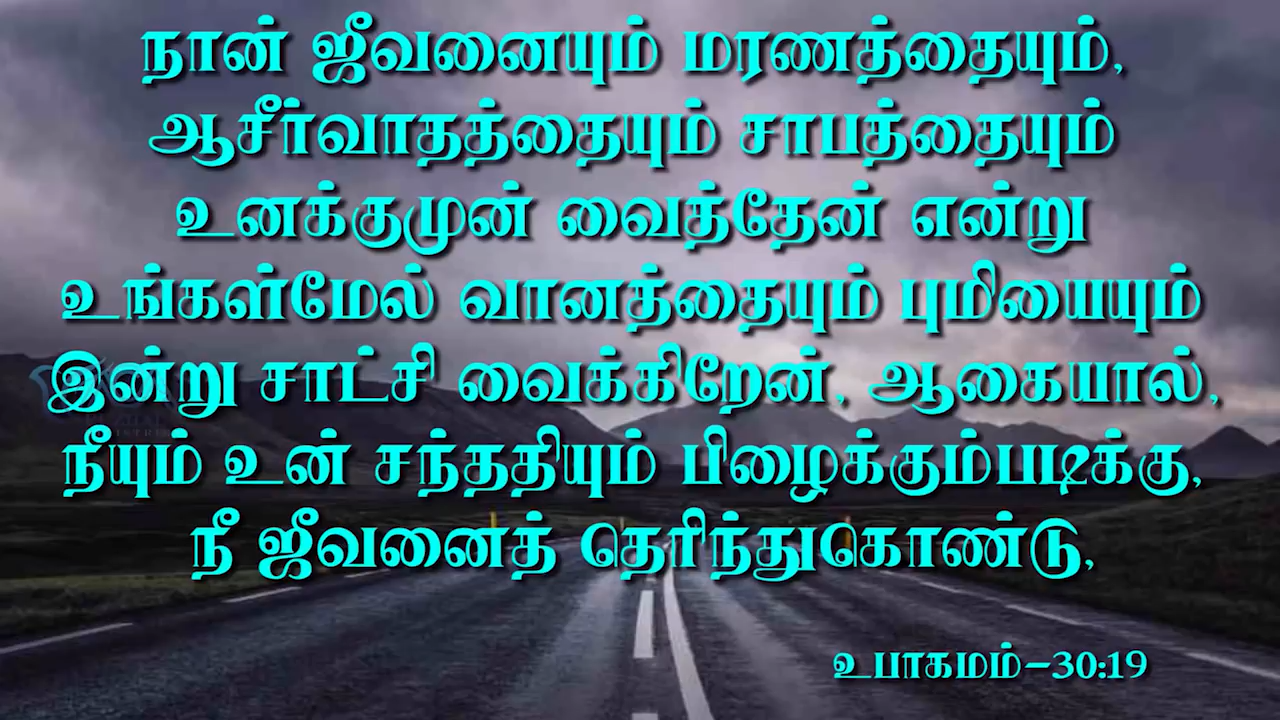 நான் ஜீவனையும் மரணத்தையும்,
ஆசீர்வாதத்தையும் சாபத்தையும்
உனக்குமுன் வைத்தேன் என்று
உங்கள்மேல் வானத்தையும் புமியையும்
இன்று சாட்சி வைக்கிறேன், ஆகையால்,
நீயும் உன் சந்ததியும் பிழைக்கும்படிக்கு,
நீ ஜீவனைத் தெரிந்துகொண்டு,
உபாகமம்-30:19